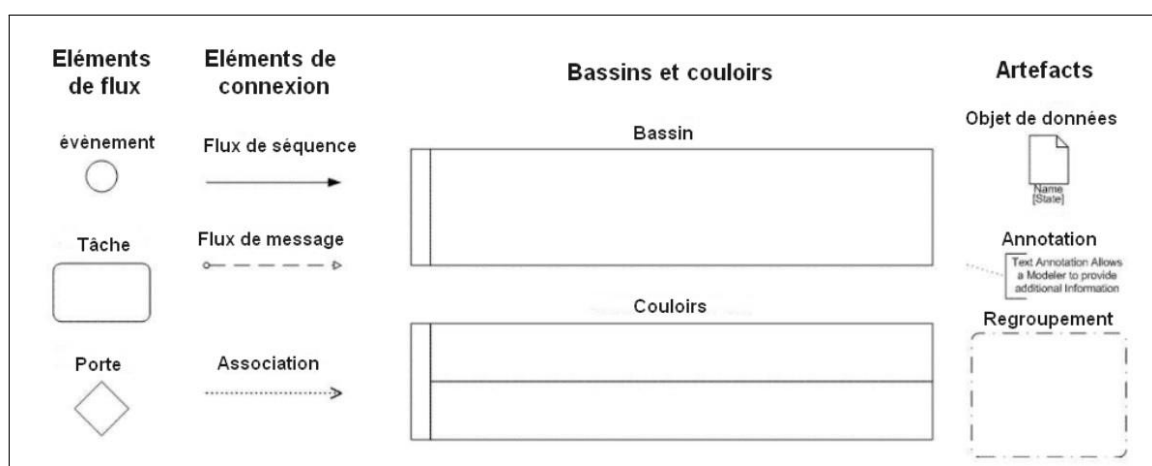 Eléments
de flux
évènement
Tâche
Porte
Eléments de
connexion
Flux de séquence
Flux de message
Association
Bassins et couloirs
Bassin
Couloirs
Artefacts
Objet de données
Name
[State]
Annotation
Text Annotation Allows
a Modeler to provide
additional Information
Regroupement